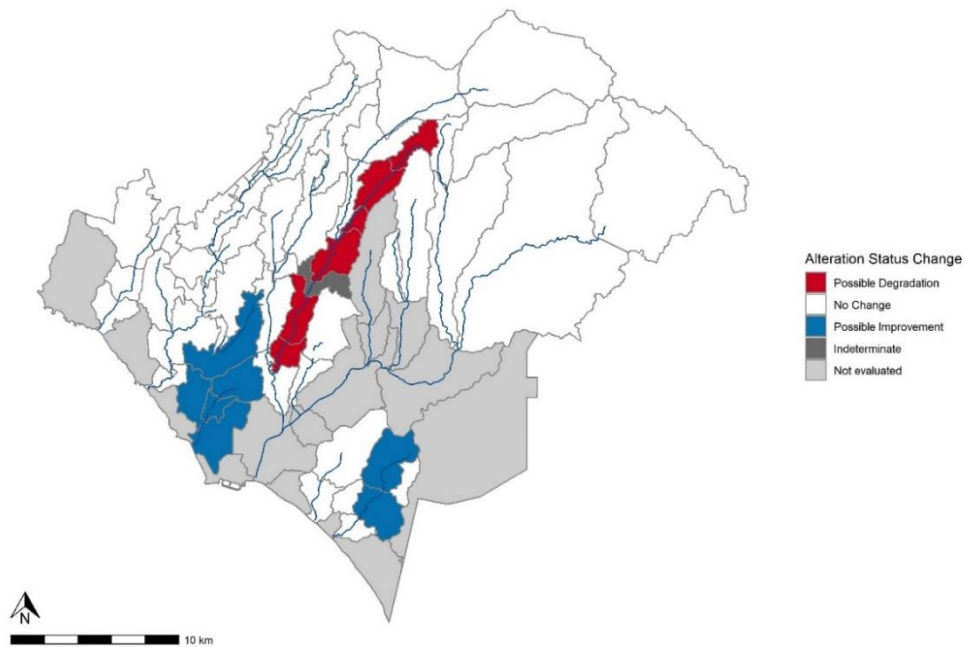 Alteration Status Change
Possible Degradation
No Change
Possible Improvement
Indeterminate
Not evaluated
N
10 km